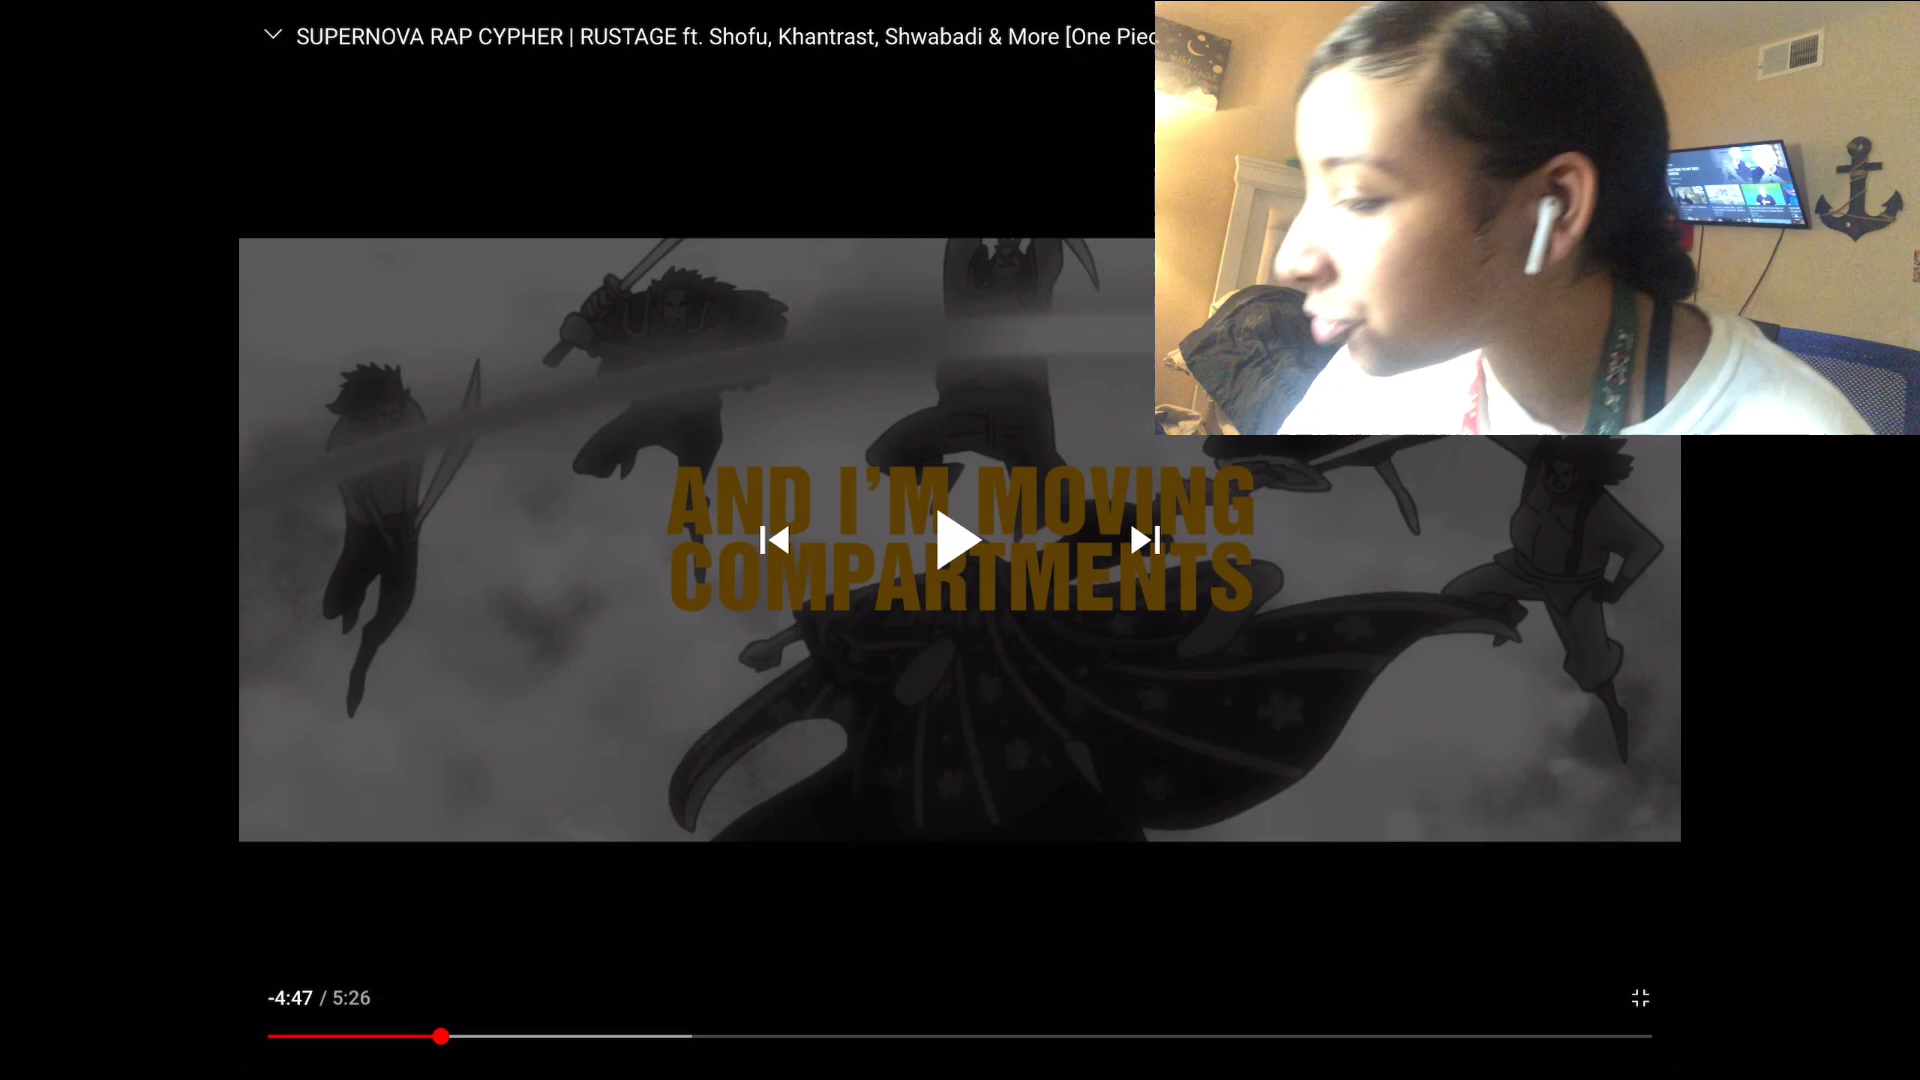 SUPERNOVA RAP CYPHER | RUSTAGE ft. Shofu, Khantrast, Shwabadi & More [One Piec
AND I'M MOVING
COMPARTMENTS
-4:47 / 5:26